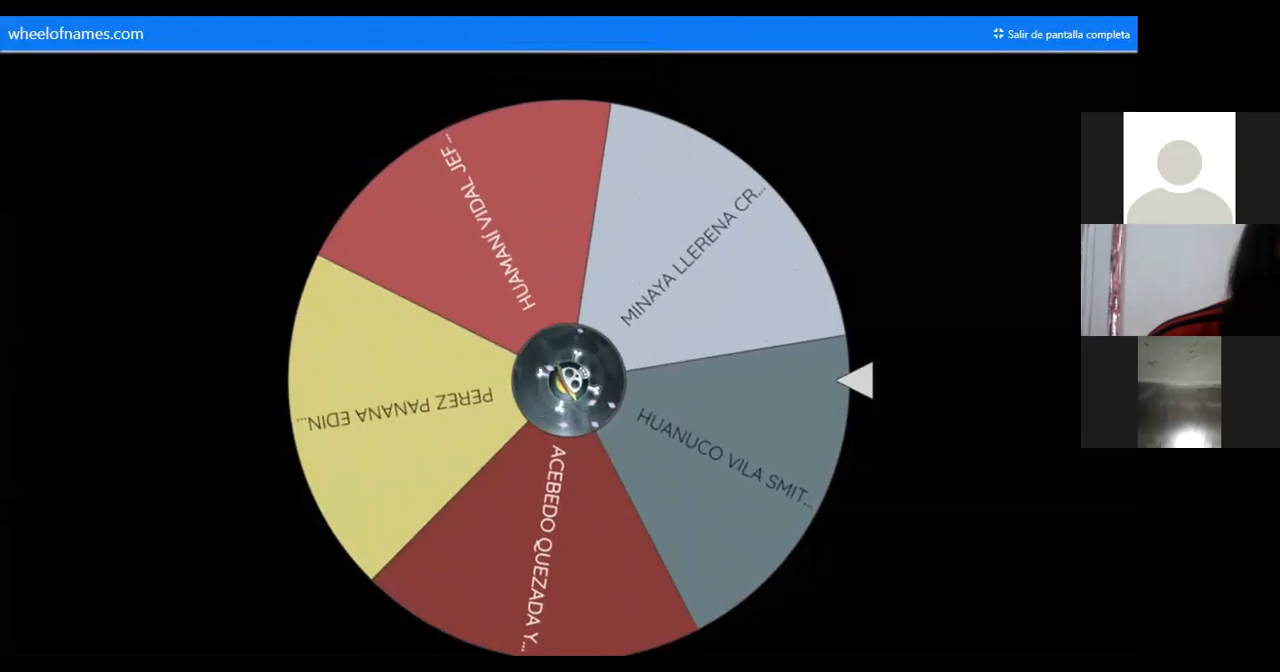 wheelofnames.com
Salir de pantalla completa
HUAMANÍ VIDAL JEF...
MINAYA LLERENA CR...
PEREZ PANANA EDIN...
HUANUCO VILA SMIT...
ACEBEDO QUEZADA Y...